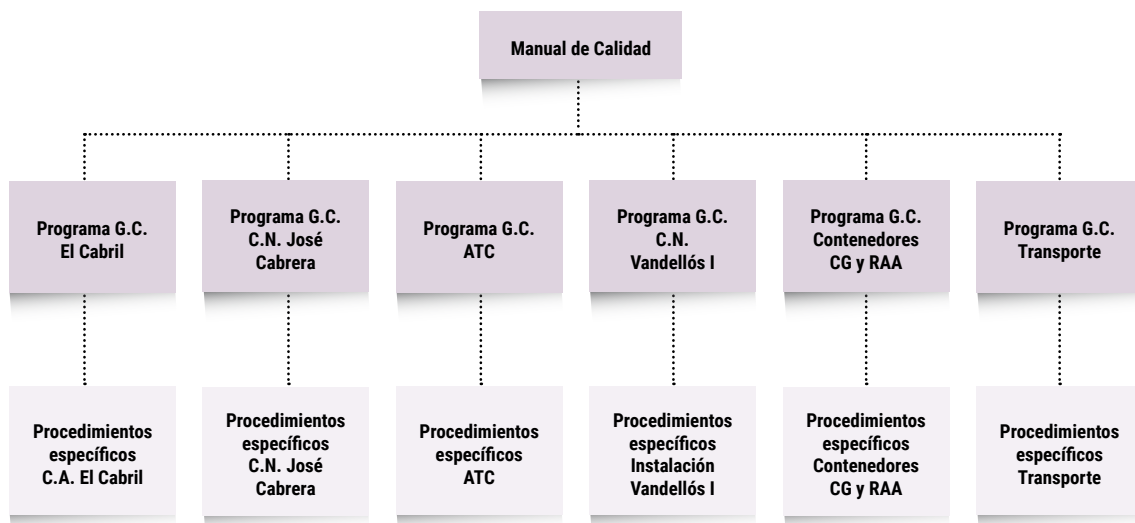 Manual de Calidad
Programa G.C.
El Cabril
Programa G.C.
C.N. José
Cabrera
Programa G.C.
ATC
Programa G.C.
C.N.
Vandellós I
Programa G.C.
Contenedores
CG y RAA
Programa G.C.
Transporte
Procedimientos
específicos
C.A. El Cabril
Procedimientos
específicos
C.N. José
Cabrera
Procedimientos
específicos
ATC
Procedimientos
específicos
Instalación
Vandellós I
Procedimientos
específicos
Contenedores
CG y RAA
Procedimientos
específicos
Transporte